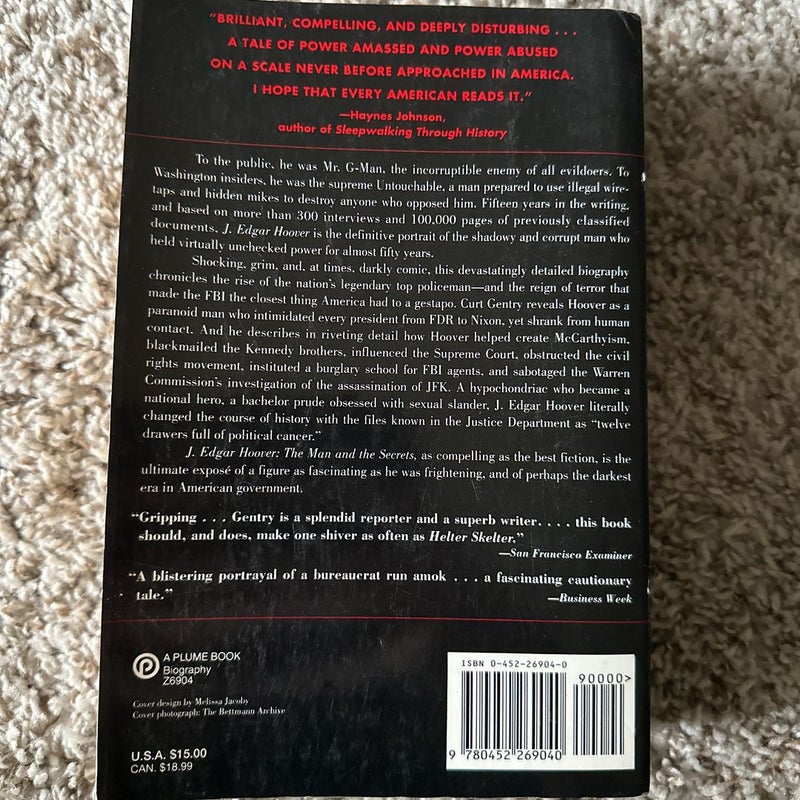 "BRILLIANT, COMPELLING, AND DEEPLY DISTURBING . . .
A TALE OF POWER AMASSED AND POWER ABUSED
ON A SCALE NEVER BEFORE APPROACHED IN AMERICA.
I HOPE THAT EVERY AMERICAN READS IT."
—Haynes Johnson,
author of Sleepwalking Through History
To the public, he was Mr. G-Man, the incorruptible enemy of all evildoers. To
Washington insiders, he was the supreme Untouchable, a man prepared to use illegal wire-
taps and hidden mikes to destroy anyone who opposed him. Fifteen years in the writing,
and based on more than 300 interviews and 100,000 pages of previously classified
documents, J. Edgar Hoover is the definitive portrait of the shadowy and corrupt man who
held virtually unchecked power for almost fifty years.
Shocking, grim, and, at times, darkly comic, this devastatingly detailed biography
chronicles the rise of the nation's legendary top policeman—and the reign of terror that
made the FBI the closest thing America had to a gestapo. Curt Gentry reveals Hoover as a
paranoid man who intimidated every president from FDR to Nixon, yet shrank from human
contact. And he describes in riveting detail how Hoover helped create McCarthyism,
blackmailed the Kennedy brothers, influenced the Supreme Court, obstructed the civil
rights movement, instituted a burglary school for FBI agents, and sabotaged the Warren
Commission's investigation of the assassination of JFK. A hypochondriac who became a
national hero, a bachelor prude obsessed with sexual slander, J. Edgar Hoover literally
changed the course of history with the files known in the Justice Department as "twelve
drawers full of political cancer."
J. Edgar Hoover: The Man and the Secrets, as compelling as the best fiction, is the
ultimate exposé of a figure as fascinating as he was frightening, and of perhaps the darkest
era in American government.
"Gripping . . . Gentry is a splendid reporter and a superb writer. . . . this book
should, and does, make one shiver as often as Helter Skelter."
—San Francisco Examiner
"A blistering portrayal of a bureaucrat run amok . . . a fascinating cautionary
tale."
—Business Week
A PLUME BOOK
Biography
Z6904
Cover design by Melissa Jacoby
Cover photograph: The Bettmann Archive
U.S.A. $15.00
CAN. $18.99
ISBN 0-452-26904-0
90000>
9 780452 269040